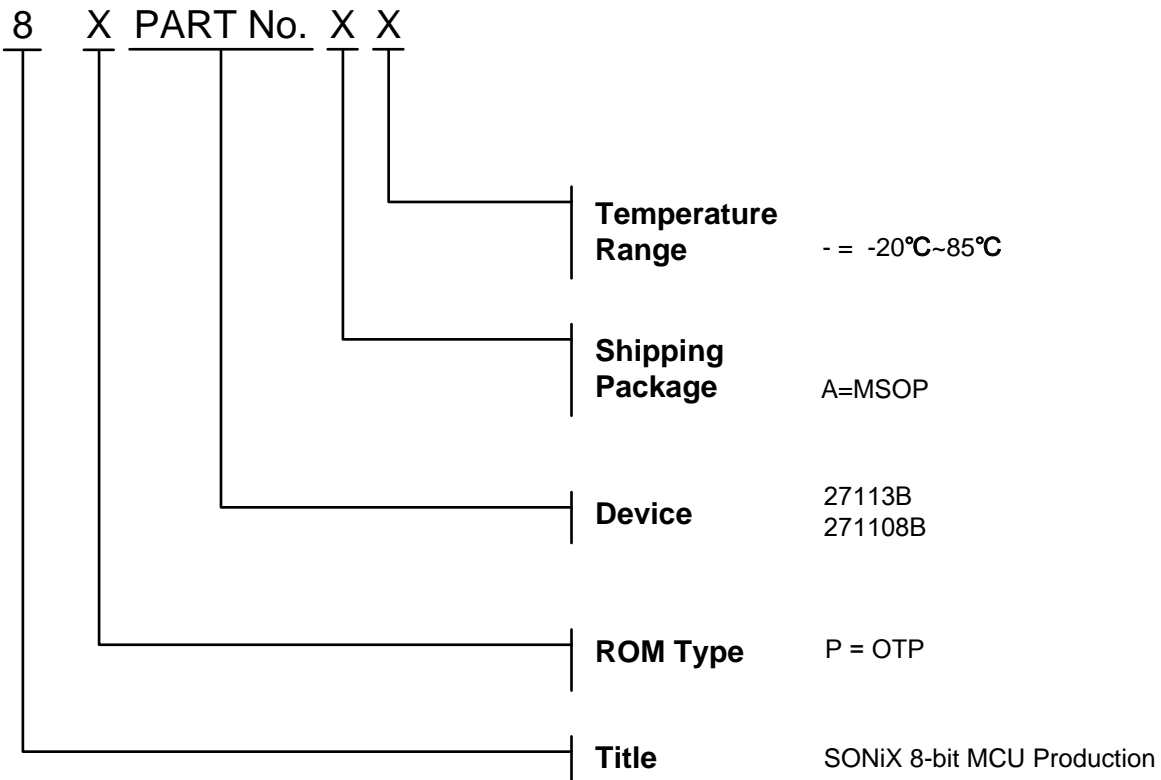 8 X PART No. X X
Temperature
Range - = -20℃~85℃
Shipping
Package A=MSOP
Device 27113B
271108B
ROM Type P = OTP
Title SONiX 8-bit MCU Production